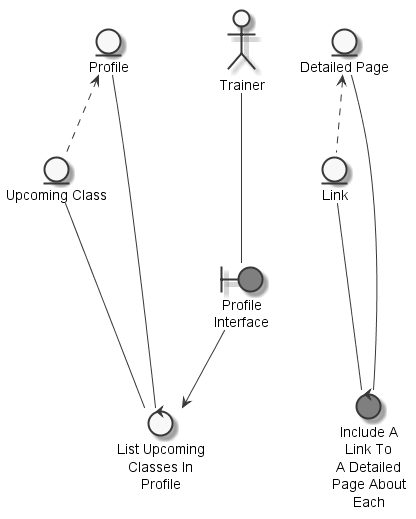 Profile
Trainer
Detailed Page
Upcoming Class
Link
Profile
Interface
List Upcoming
Classes In
Profile
Include A
Link To
A Detailed
Page About
Each